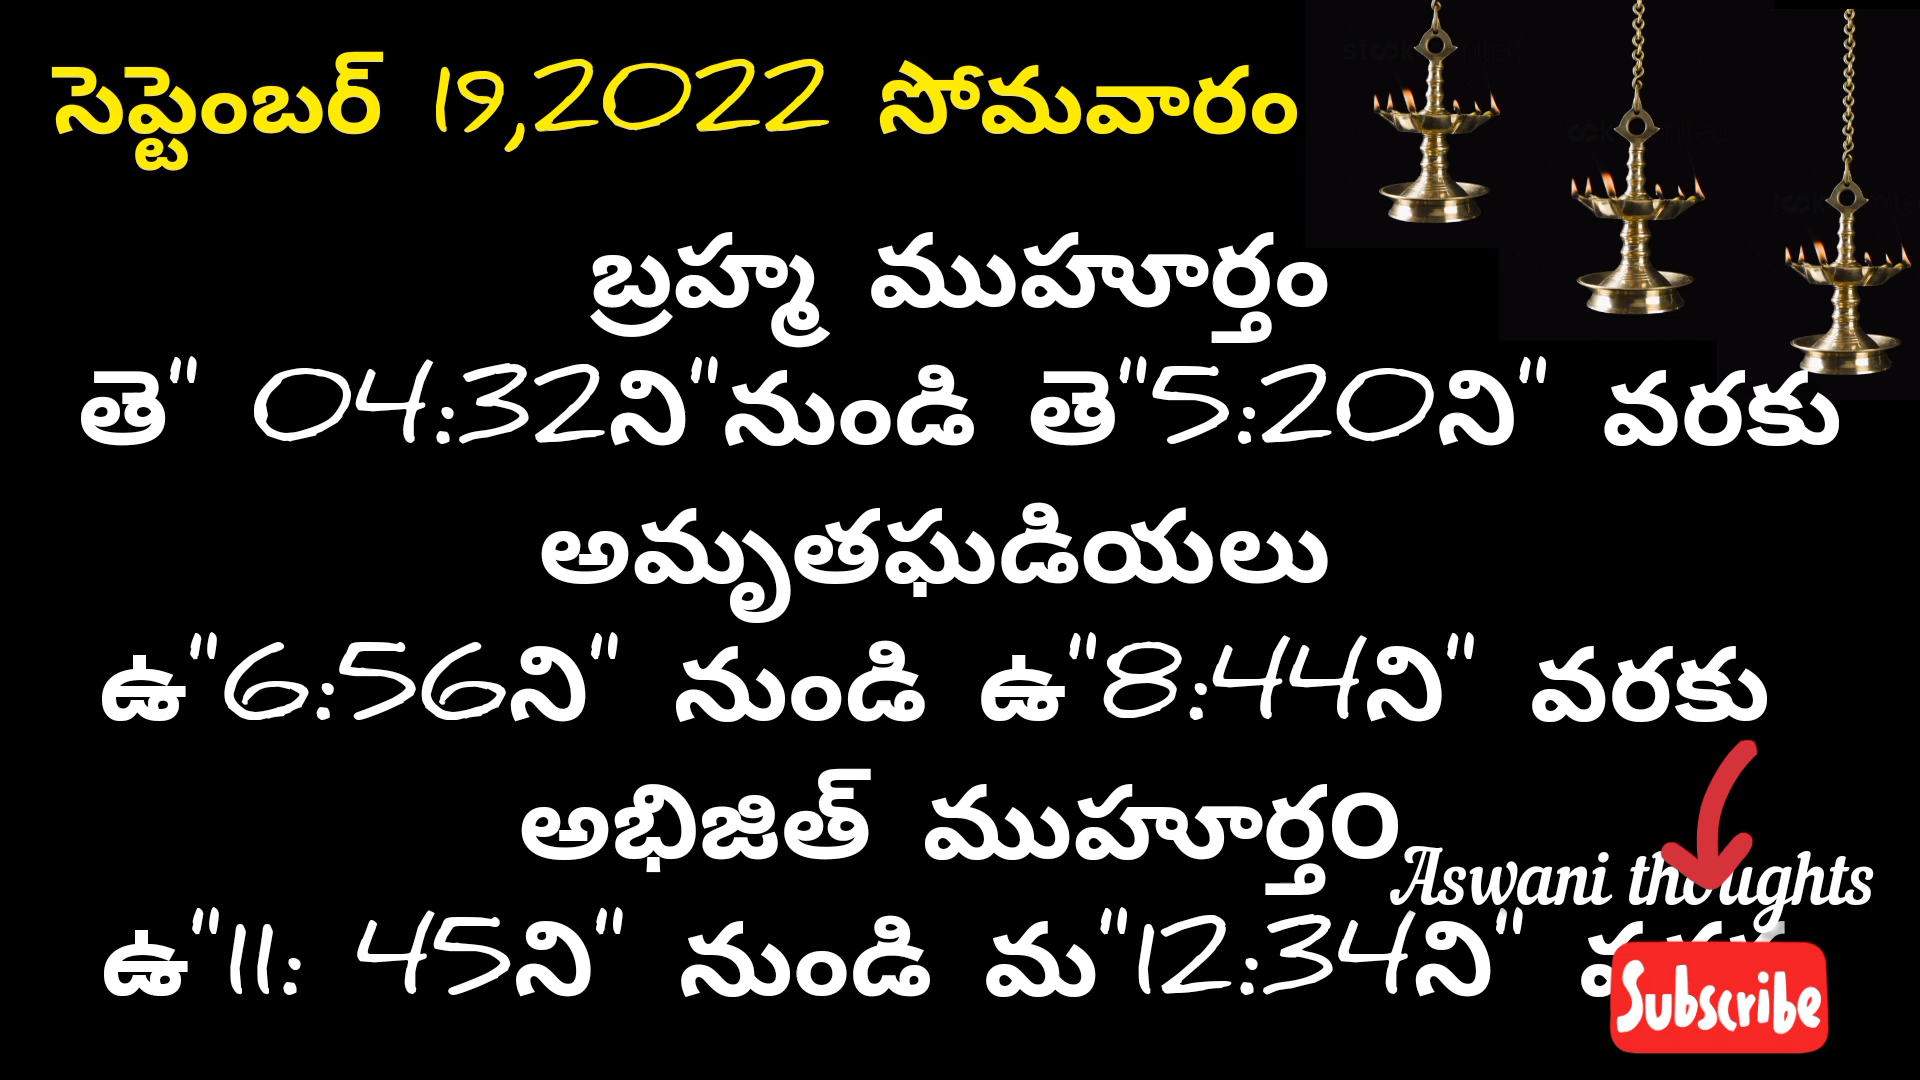 సెప్టెంబర్ 19,2022 సోమవారం
బ్రహ్మ ముహూర్తం
తె" 04:32ని"నుండి తె"5:20ని" వరకు
అమృతఘడియలు
ఉ"6:56ని" నుండి ఉ"8:44ని" వరకు
అభిజిత్ ముహూర్తం
Aswani thoughts
ఉ"11: 45ని" నుండి మ"12:34ని"
Subscribe